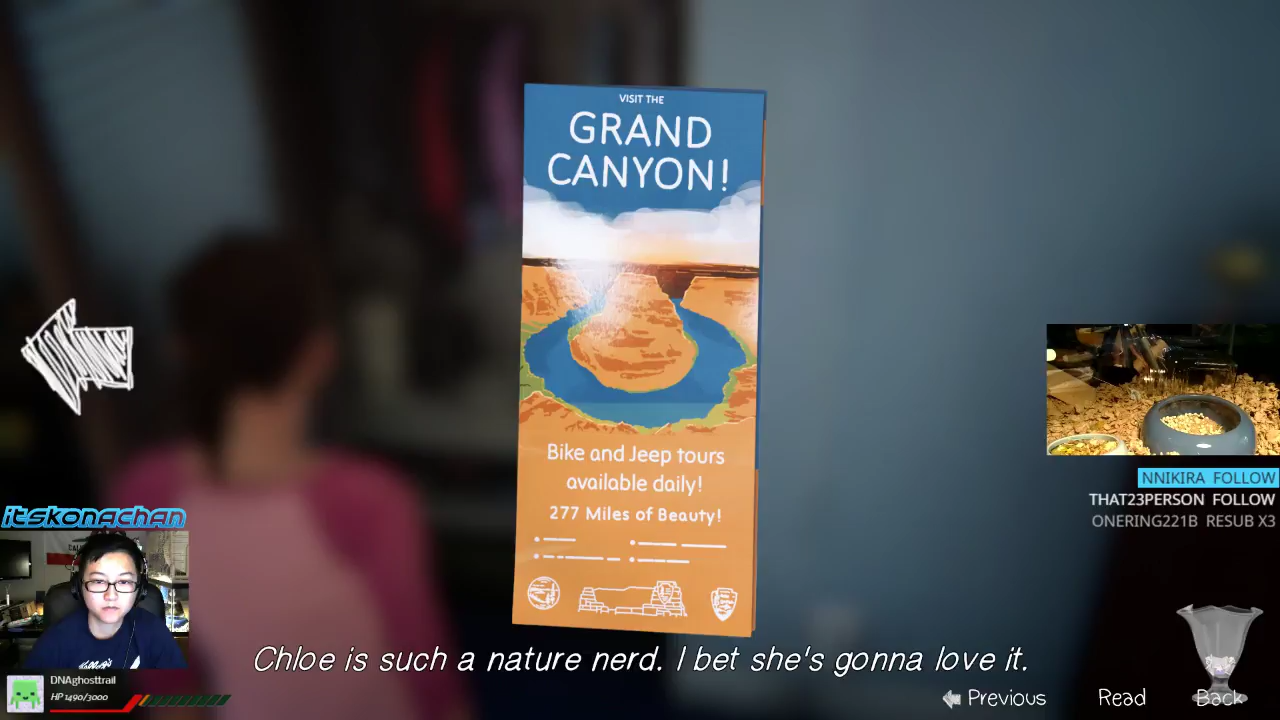 VISIT THE
GRAND
CANYON!
Bike and Jeep tours
available daily!
277 Miles of Beauty!
NNIKIRA FOLLOW
THAT23PERSON FOLLOW
ONERING221B RESUB X3
itskonachan
Chloe is such a nature nerd. I bet she's gonna love it.
DNAghosttrail
HP 1490/3000
Previous
Read
Back